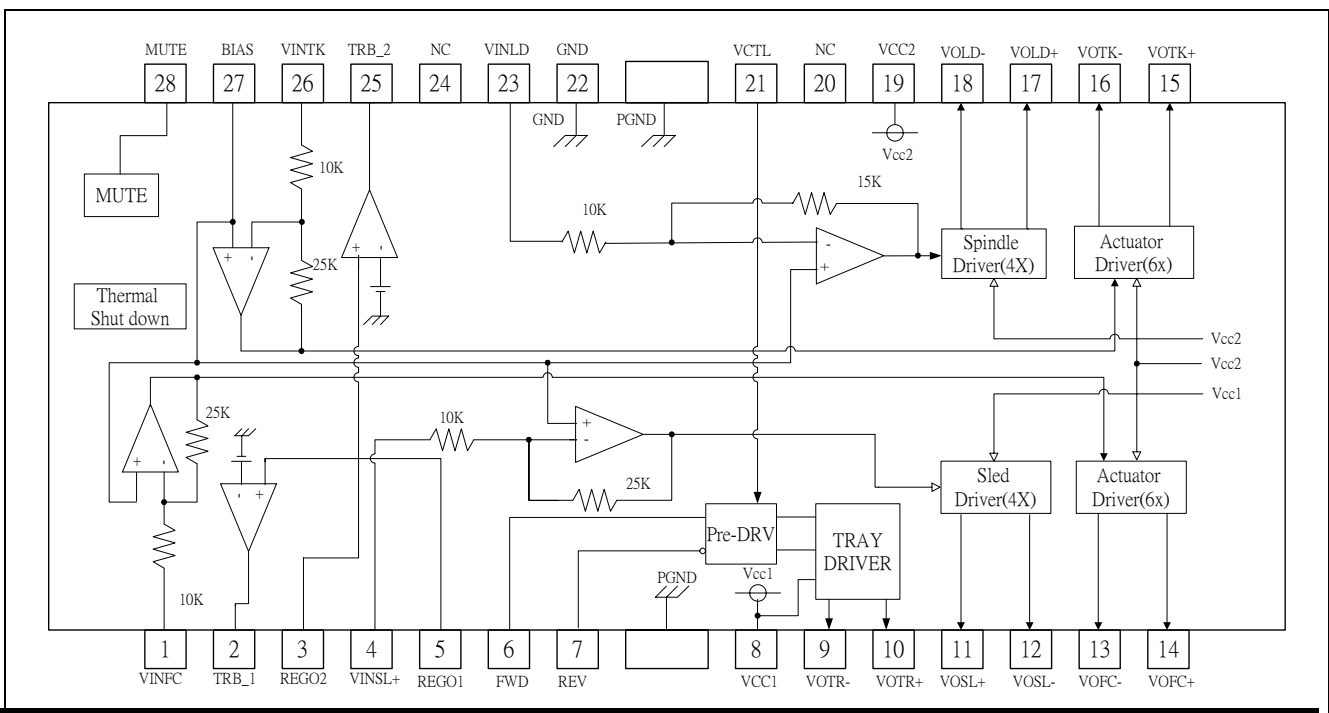 MUTE BIAS VINTK TRB_2 NC VINLD GND VCTL NC VCC2 VOLD- VOLD+ VOTK- VOTK+
28 27 26 25 24 23 22 21 20 19 18 17 16 15
GND PGND
Vcc2
10K
MUTE
15K
10K
+ -
+ -
25K
-
+
Spindle
Driver(4X)
Actuator
Driver(6x)
Thermal
Shut down
Vcc2
Vcc2
Vcc1
25K
10K
+
-
+ -
- +
25K
Sled
Driver(4X)
Actuator
Driver(6x)
Pre-DRV
TRAY
DRIVER
PGND
Vcc1
10K
1 2 3 4 5 6 7 8 9 10 11 12 13 14
VINFC TRB_1 REGO2 VINSL+ REGO1 FWD REV VCC1 VOTR- VOTR+ VOSL+ VOSL- VOFC- VOFC+